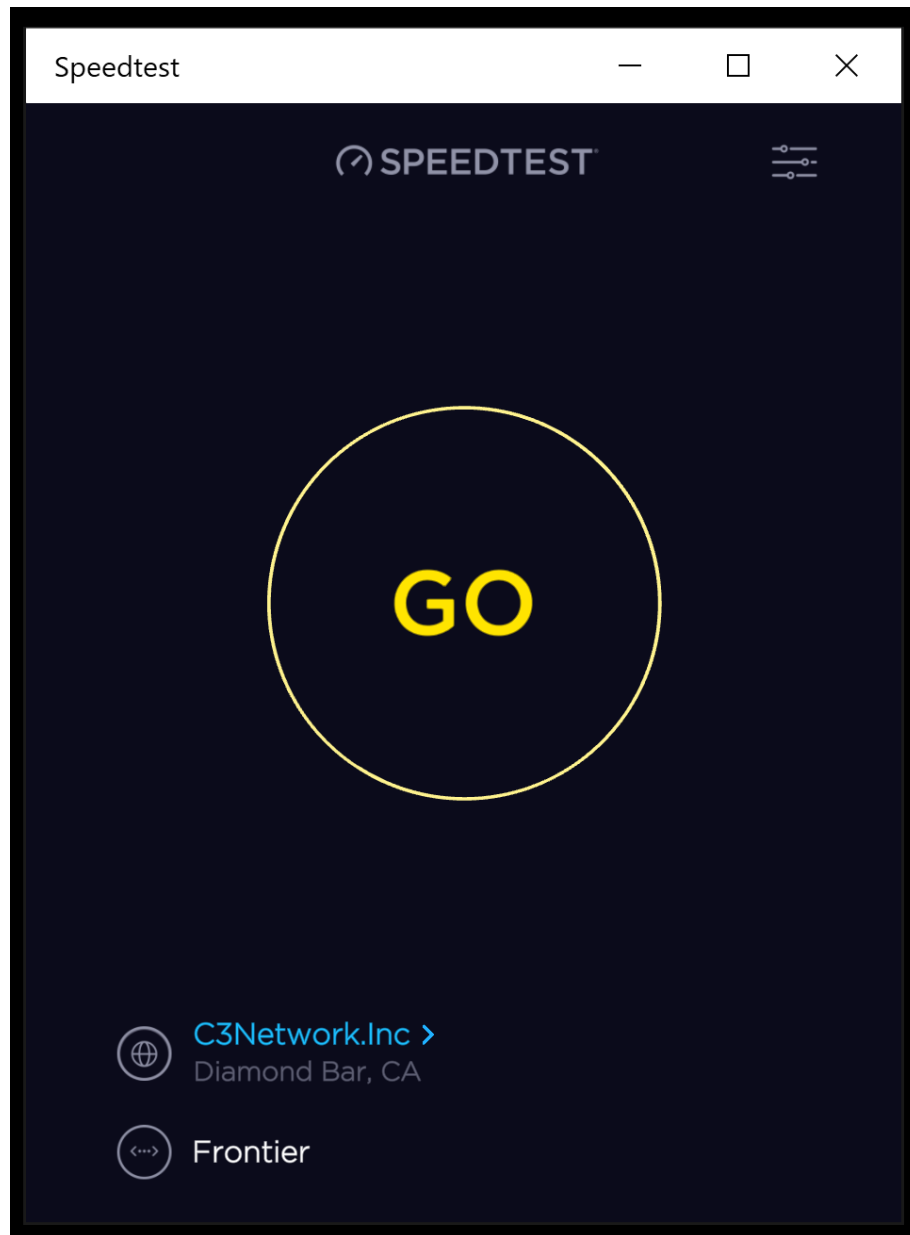 Speedtest
SPEEDTEST
GO
C3Network.Inc >
Diamond Bar, CA
Frontier